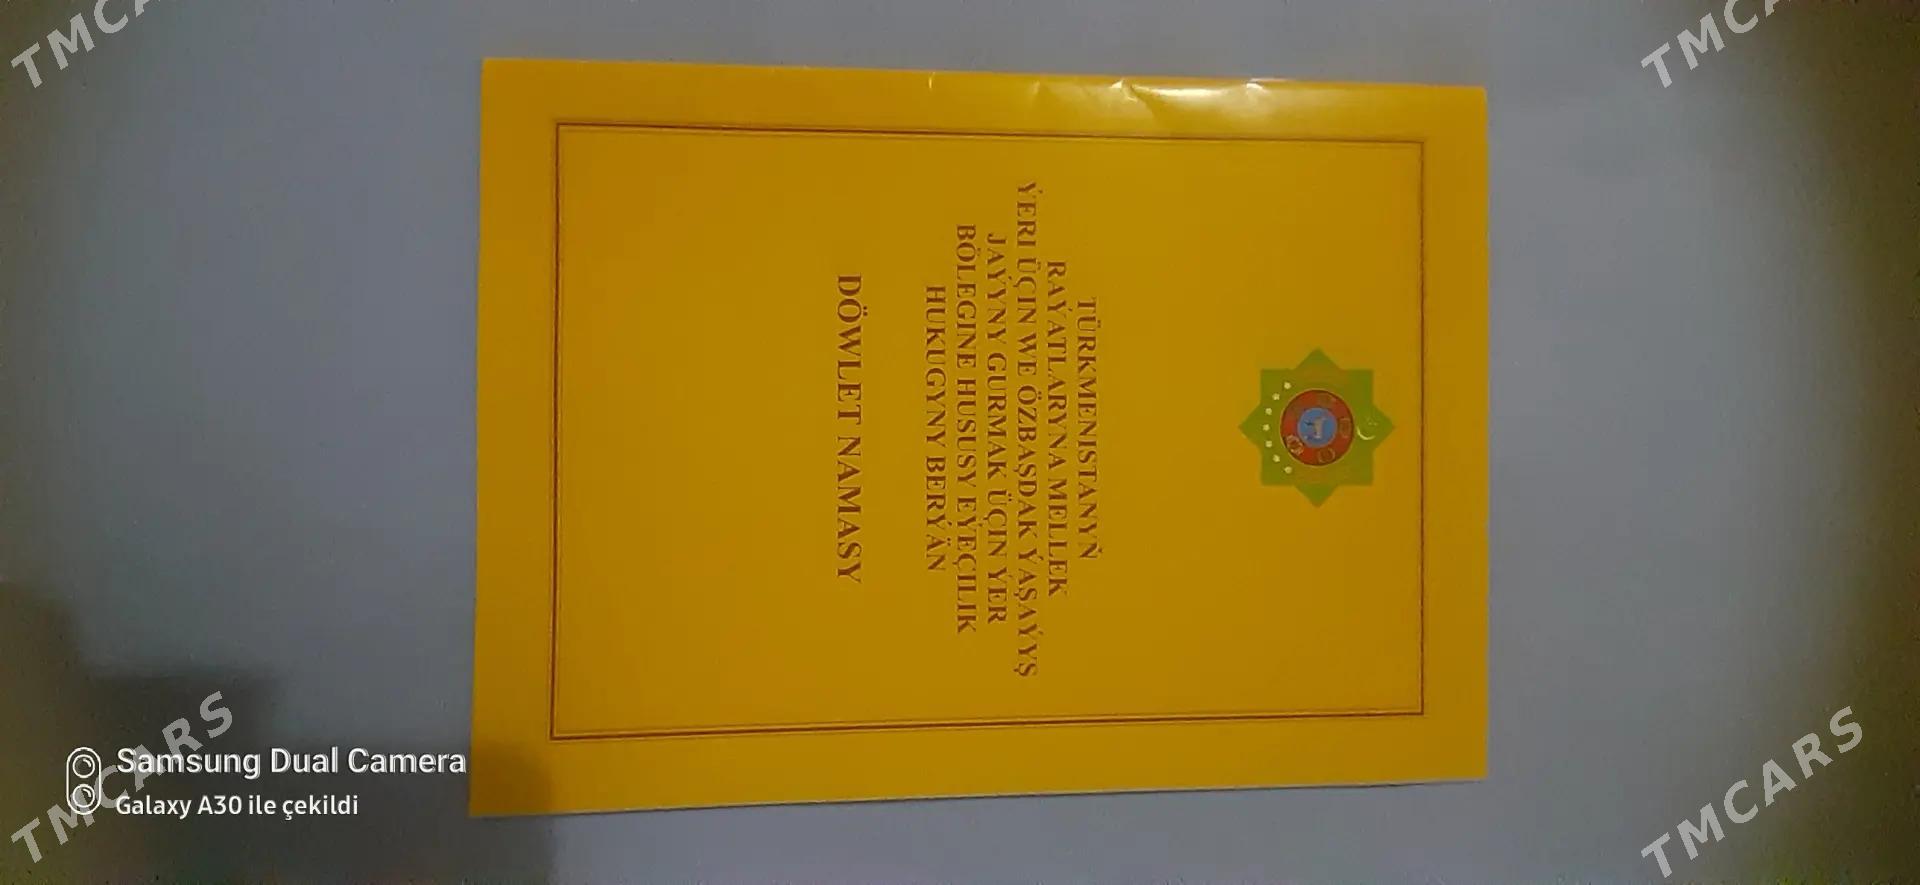 TÜRKMENISTANYŇ
RAÝATLARYNA MELLEK
ÝERI ÜÇIN WE ÖZBAŞDAK ÝAŞAÝYŞ
JAÝYNY GURMAK ÜÇIN ÝER
BÖLEGINE HUSUSY EÝEÇILIK
HUKUGYNY BERÝÄN
DÖWLET NAMASY
Samsung Dual Camera
Galaxy A30 ile çekildi
TMCARS
TMCARS
TMCARS
TMCARS